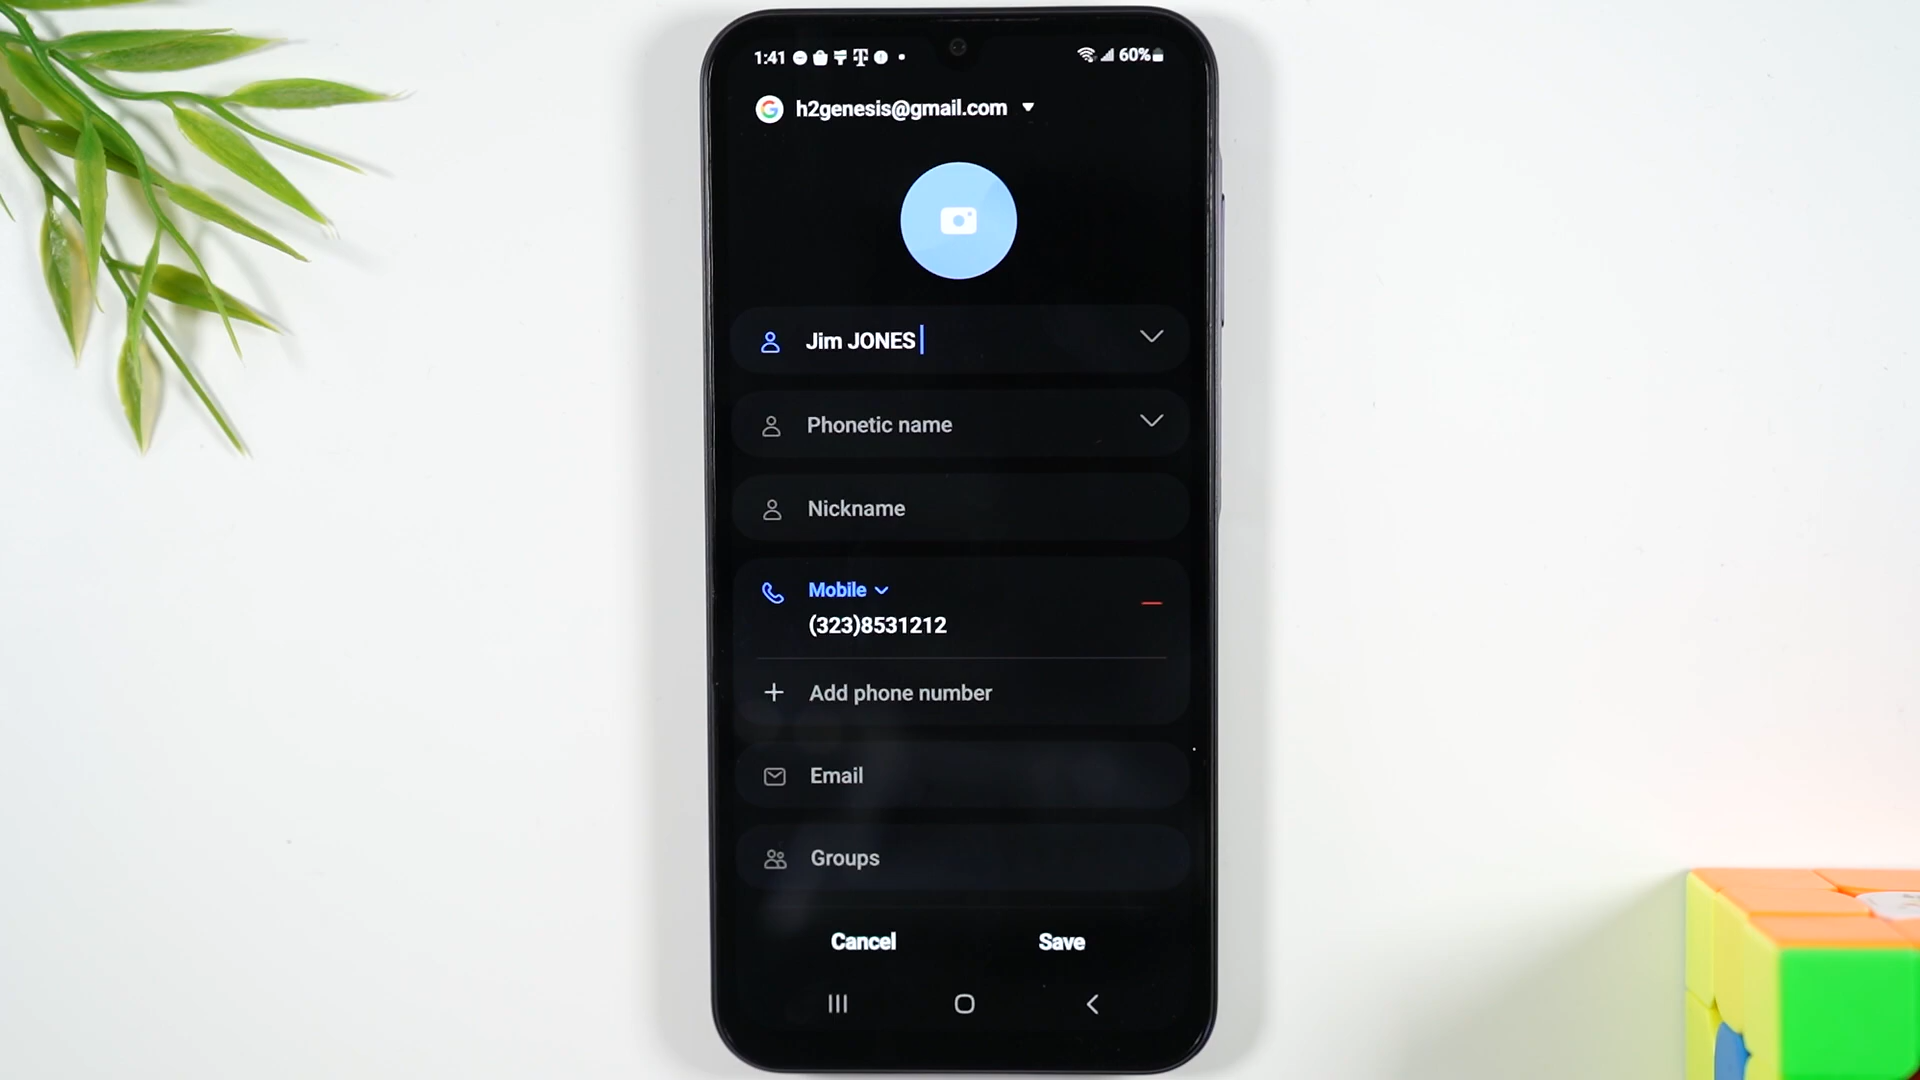 1:41 60%
h2genesis@gmail.com
Jim JONES
Phonetic name
Nickname
Mobile
(323)8531212
Add phone number
Email
Groups
Cancel Save